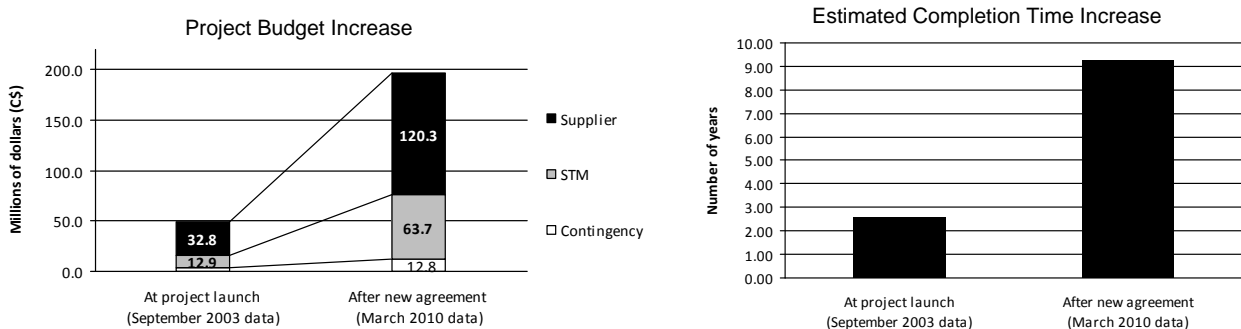 Project Budget Increase
Millions of dollars (C$)
200.0
150.0
100.0
50.0
0.0
32.8
12.9
120.3
63.7
12.8
Supplier
STM
Contingency
At project launch
(September 2003 data)
After new agreement
(March 2010 data)
Estimated Completion Time Increase
Number of years
10.00
9.00
8.00
7.00
6.00
5.00
4.00
3.00
2.00
1.00
0.00
At project launch
(September 2003 data)
After new agreement
(March 2010 data)